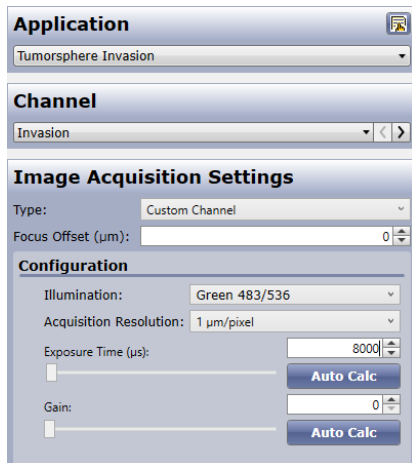 Application
Tumorsphere Invasion
Channel
Invasion
Image Acquisition Settings
Type: Custom Channel
Focus Offset (µm): 0
Configuration
Illumination: Green 483/536
Acquisition Resolution: 1 µm/pixel
Exposure Time (µs): 8000
Auto Calc
Gain: 0
Auto Calc